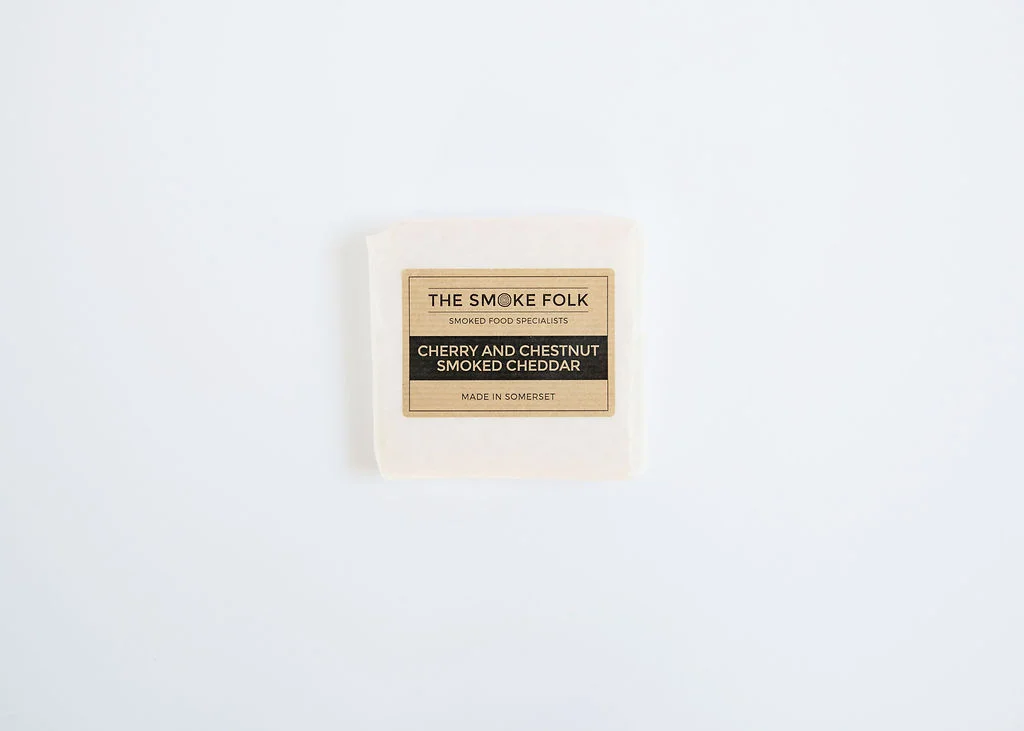 THE SMOKE FOLK
SMOKED FOOD SPECIALISTS
CHERRY AND CHESTNUT
SMOKED CHEDDAR
MADE IN SOMERSET